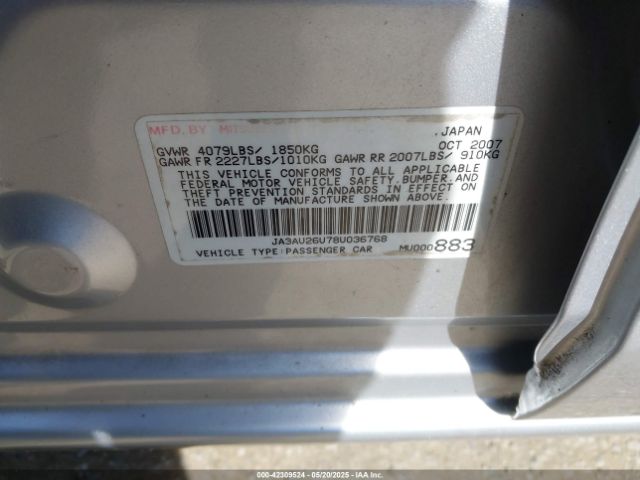 MFD. BY
.JAPAN
GVWR 4079LBS/ 1850KG OCT 2007
GAWR FR 2227LBS/1010KG GAWR RR 2007LBS/ 910KG
THIS VEHICLE CONFORMS TO ALL APPLICABLE
FEDERAL MOTOR VEHICLE SAFETY.BUMPER.AND
THEFT PREVENTION STANDARDS IN EFFECT ON
THE DATE OF MANUFACTURE SHOWN ABOVE.
JA3AU26U78U036768
VEHICLE TYPE:PASSENGER CAR MU000883
000-42309524 | 05/20/2025 | IAAI.COM